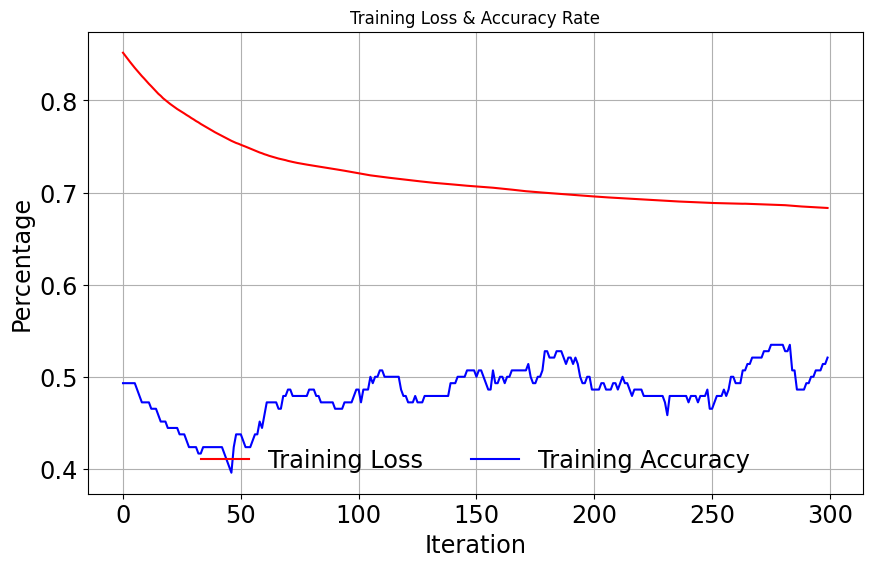 Training Loss & Accuracy Rate
Percentage
0.8
0.7
0.6
0.5
0.4
Training Loss Training Accuracy
0 50 100 150 200 250 300
Iteration